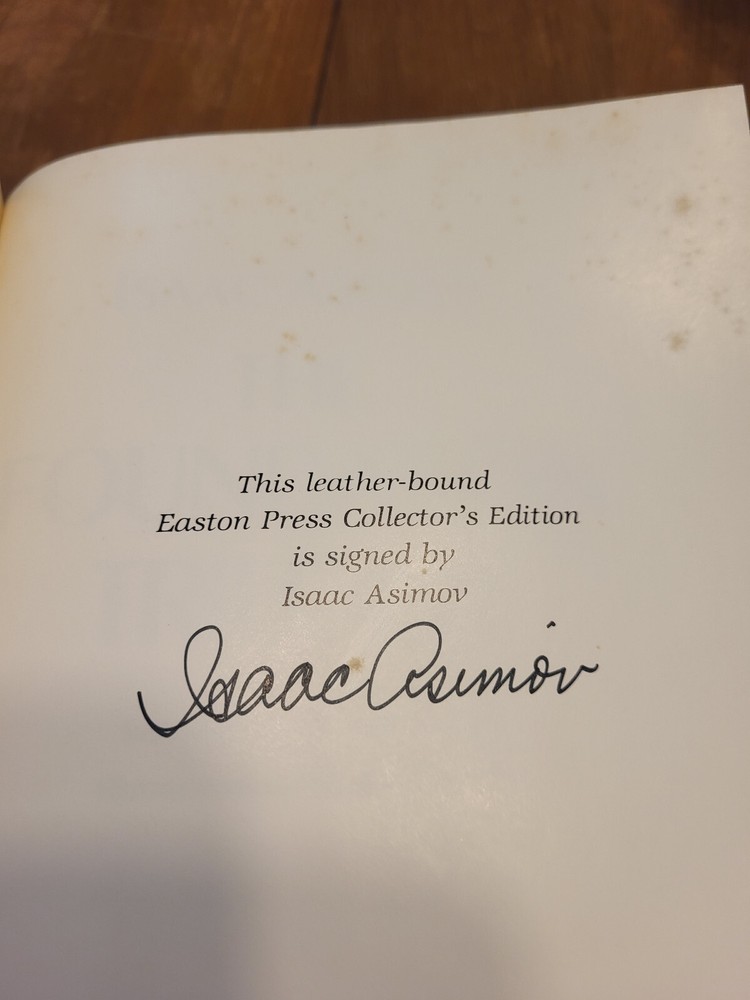 This leather-bound
Easton Press Collector's Edition
is signed by
Isaac Asimov
Isaac Asimov